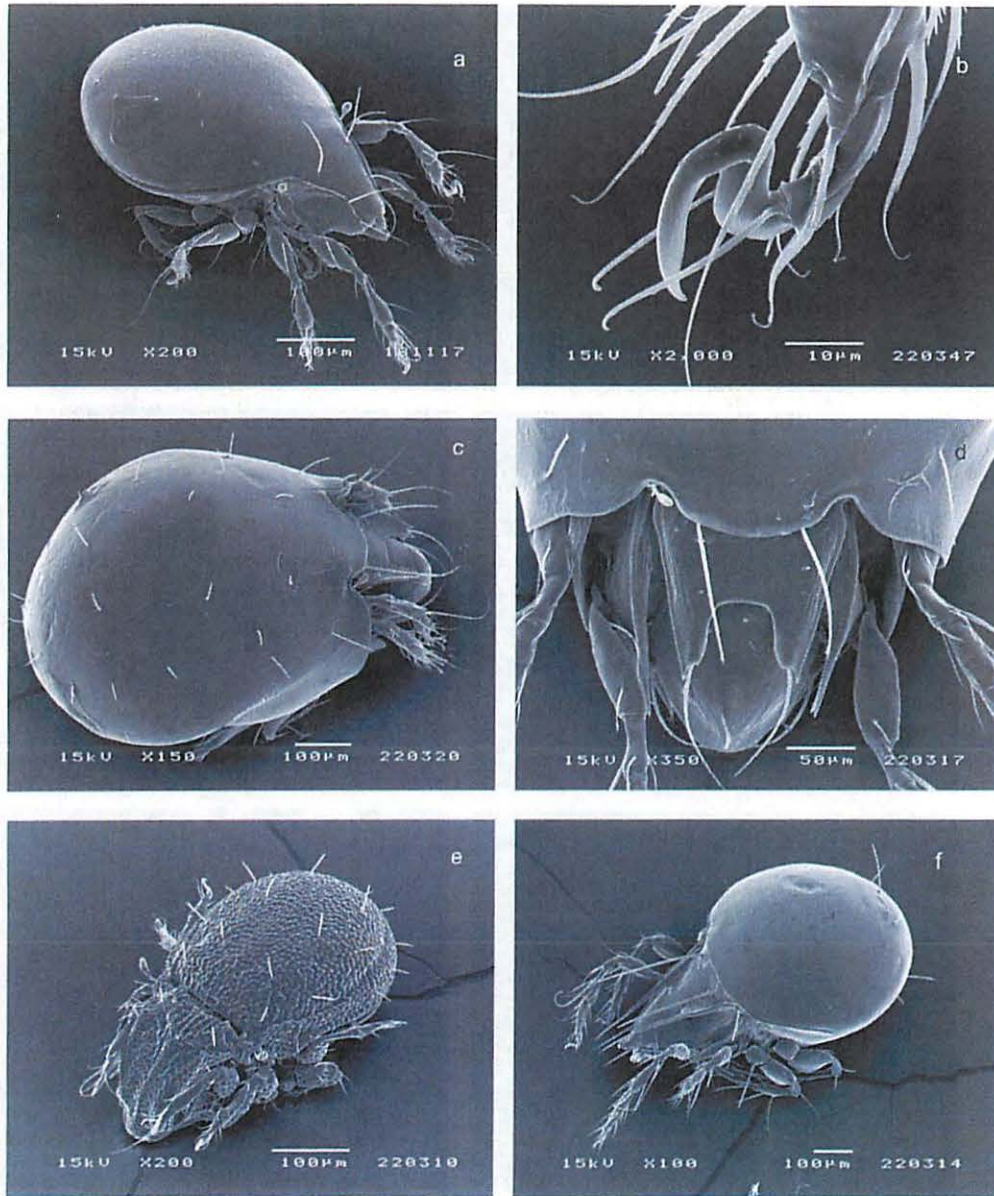 a
15kV X200 100µm 191117
b
15kV X2,000 10µm 220347
c
15kV X150 100µm 220320
d
15kV X350 50µm 220317
e
15kV X200 100µm 220310
f
15kV X100 100µm 220314